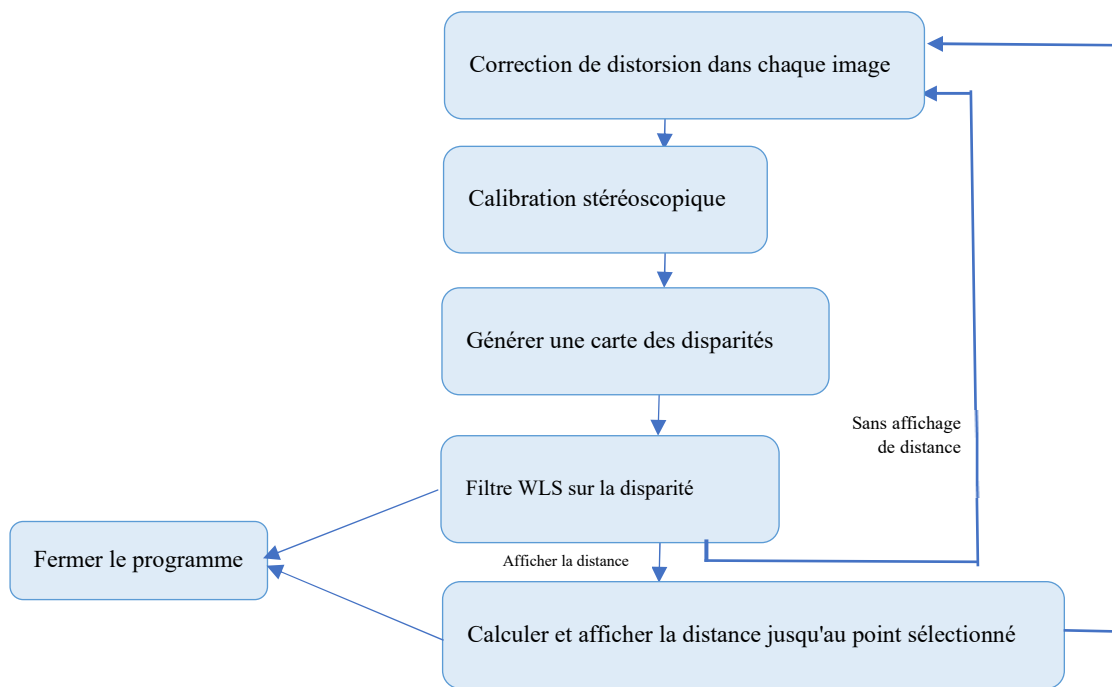 Correction de distorsion dans chaque image
Calibration stéréoscopique
Générer une carte des disparités
Sans affichage
de distance
Filtre WLS sur la disparité
Fermer le programme
Afficher la distance
Calculer et afficher la distance jusqu'au point sélectionné